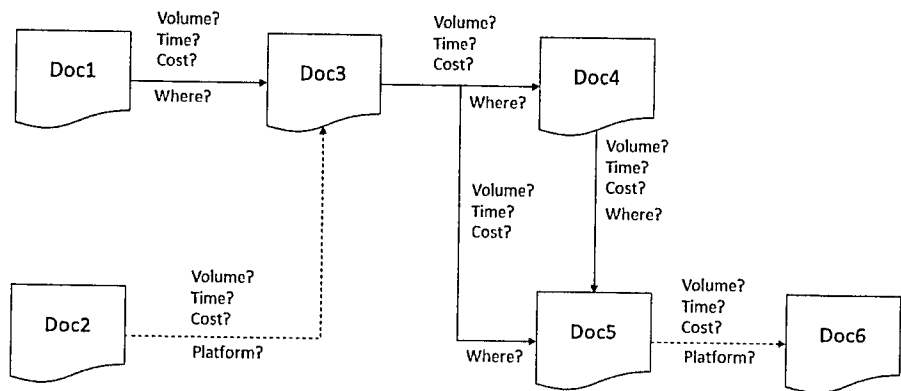 Volume?
Time?
Cost?
Where?
Doc1
Doc3
Volume?
Time?
Cost?
Where?
Doc4
Volume?
Time?
Cost?
Where?
Volume?
Time?
Cost?
Where?
Doc2
Volume?
Time?
Cost?
Platform?
Doc5
Volume?
Time?
Cost?
Platform?
Doc6